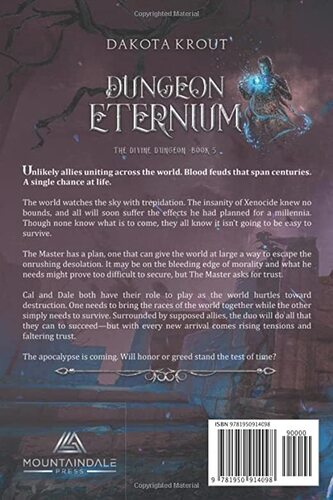 DAKOTA KROUT
DUNGEON
ETERNIUM
THE DIVINE DUNGEON BOOK 5
Unlikely allies uniting across the world. Blood feuds that span centuries.
A single chance at life.
The world watches the sky with trepidation. The insanity of Xenocide knew
no bounds, and all will soon suffer the effects he had planned for a millennia.
Though none know what is to come, they all know it isn't going to be easy to
survive.
The Master has a plan, one that can give the world at large a way to escape the
onrushing desolation. It may be on the bleeding edge of morality and what he
needs might prove too difficult to secure, but The Master asks for trust.
Cal and Dale both have their role to play as the world hurtles toward
destruction. One needs to bring the races of the world together while the other
simply needs to survive. Surrounded by supposed allies, the duo will do all that
they can to succeed—but with every new arrival comes rising tensions and
faltering trust.
The apocalypse is coming. Will honor or greed stand the test of time?
MOUNTAINDALE
PRESS
ISBN 9781950914098
90000
9 781950 914098